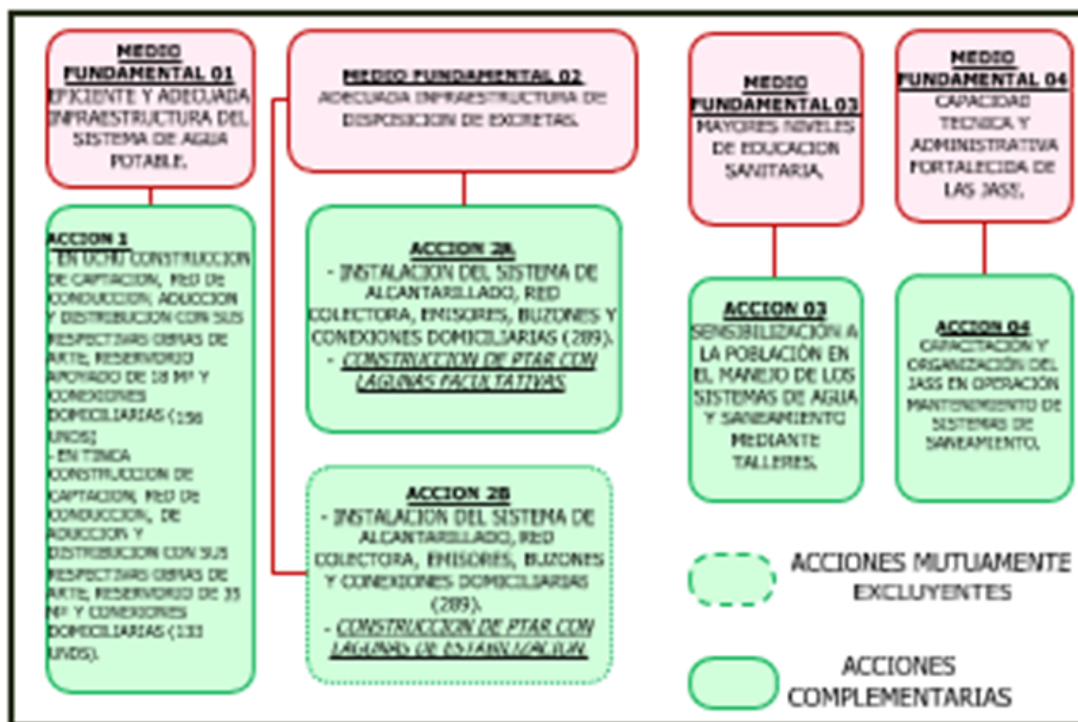 MEDIO
FUNDAMENTAL 01
EFICIENTE Y ADECUADA
INFRAESTRUCTURA DEL
SISTEMA DE AGUA
POTABLE.
MEDIO FUNDAMENTAL 02
ADECUADA INFRAESTRUCTURA DE
DISPOSICION DE EXCRETAS.
MEDIO
FUNDAMENTAL 03
MAYORES NIVELES
DE EDUCACION
SANITARIA.
MEDIO
FUNDAMENTAL 04
CAPACIDAD
TECNICA Y
ADMINISTRATIVA
FORTALECIDA DE
LAS JASE.
ACCION 1
. EN UCHU CONSTRUCCION
DE CAPTACION, RED DE
CONDUCCION, ADUCCION
Y DISTRIBUCION CON SUS
RESPECTIVAS OBRAS DE
ARTE, RESERVORIO
APOYADO DE 18 M³ Y
CONEXIONES
DOMICILIARIAS (156
UNDS)
- EN TINCA
CONSTRUCCION DE
CAPTACION, RED DE
CONDUCCION, DE
ADUCCION Y
DISTRIBUCION CON SUS
RESPECTIVAS OBRAS DE
ARTE, RESERVORIO DE 35
M³ Y CONEXIONES
DOMICILIARIAS (133
UNDS).
ACCION 2A
- INSTALACION DEL SISTEMA DE
ALCANTARILLADO, RED
COLECTORA, EMISORES, BUZONES Y
CONEXIONES DOMICILIARIAS (289).
- CONSTRUCCION DE PTAR CON
LAGUNAS FACULTATIVAS
ACCION 2B
- INSTALACION DEL SISTEMA DE
ALCANTARILLADO, RED
COLECTORA, EMISORES, BUZONES
Y CONEXIONES DOMICILIARIAS
(289).
- CONSTRUCCION DE PTAR CON
LAGUNAS DE ESTABILIZACION.
ACCION 03
SENSIBILIZACIÓN A
LA POBLACIÓN EN
EL MANEJO DE LOS
SISTEMAS DE AGUA
Y SANEAMIENTO
MEDIANTE
TALLERES.
ACCION 04
CAPACITACIÓN Y
ORGANIZACIÓN DEL
JASS EN OPERACIÓN
MANTENIMIENTO DE
SISTEMAS DE
SANEAMIENTO.
ACCIONES MUTUAMENTE
EXCLUYENTES
ACCIONES
COMPLEMENTARIAS